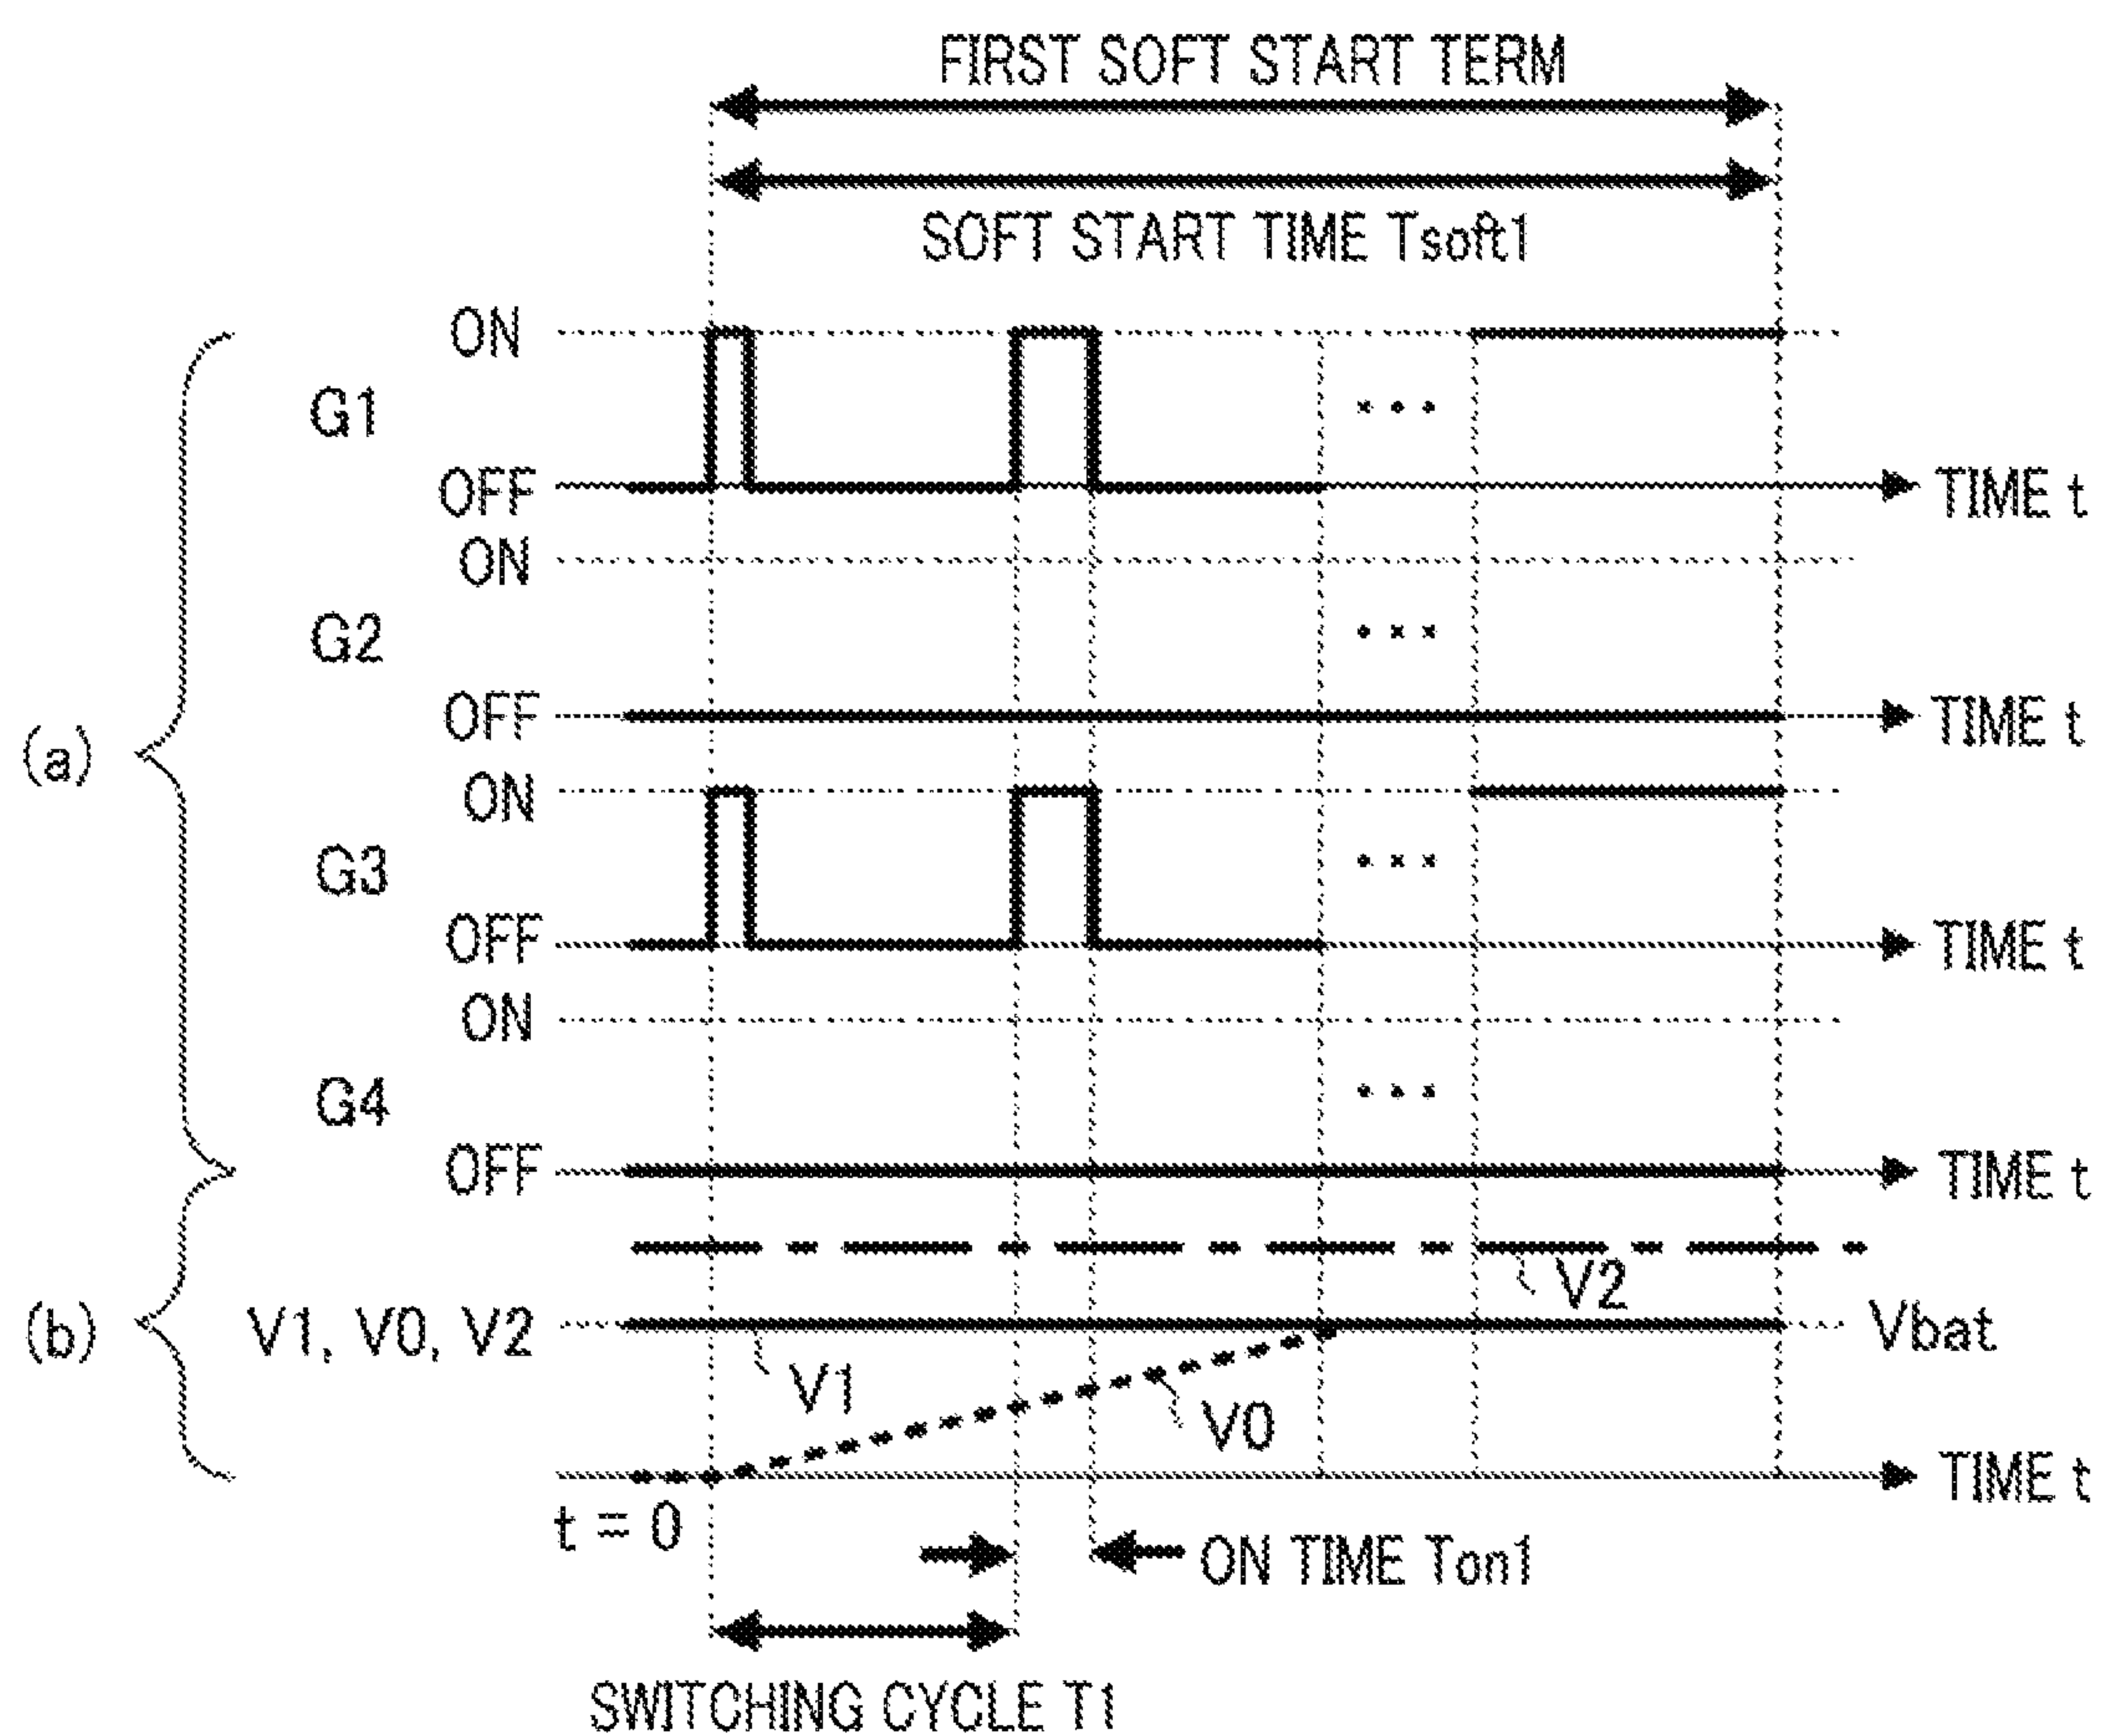 FIRST SOFT START TERM
SOFT START TIME Tsoft1
ON
G1
OFF
TIME t
ON
G2
OFF
TIME t
(a)
ON
G3
OFF
TIME t
ON
G4
OFF
TIME t
V2
(b)
V1, V0, V2
Vbat
V1
V0
TIME t
t = 0
ON TIME Ton1
SWITCHING CYCLE T1